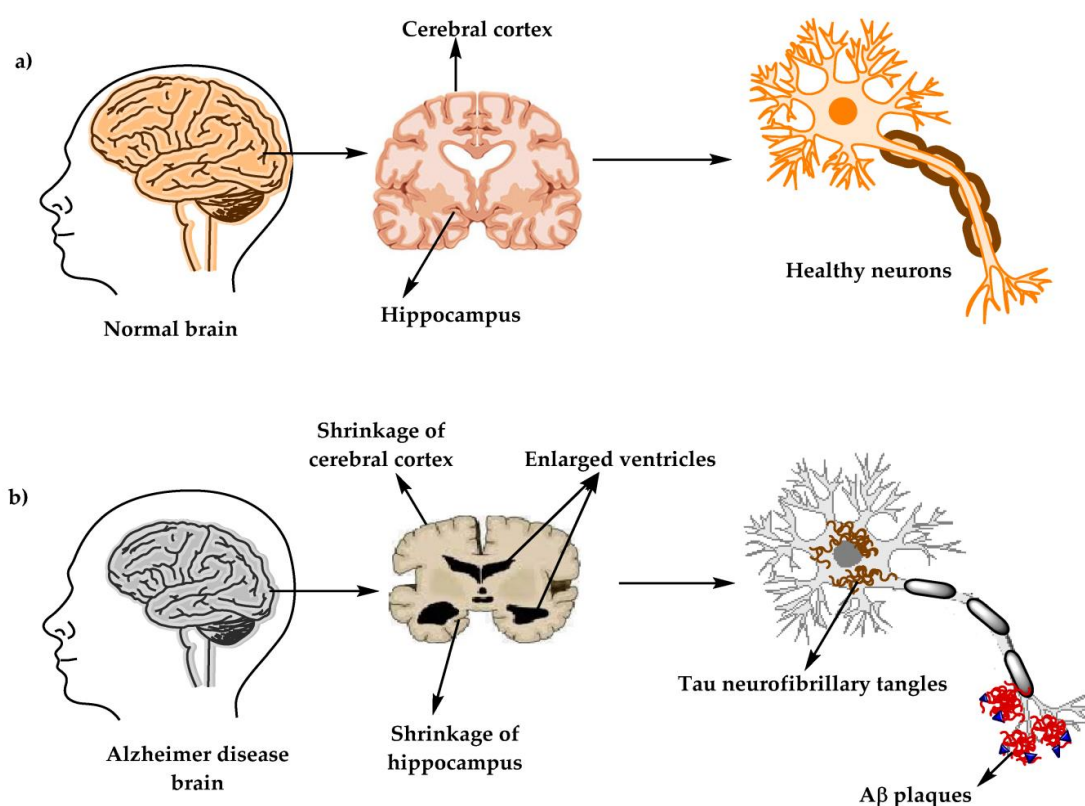 Cerebral cortex
a)
Healthy neurons
Hippocampus
Normal brain
Shrinkage of
cerebral cortex
Enlarged ventricles
b)
Tau neurofibrillary tangles
Shrinkage of
hippocampus
Alzheimer disease
brain
Aβ plaques